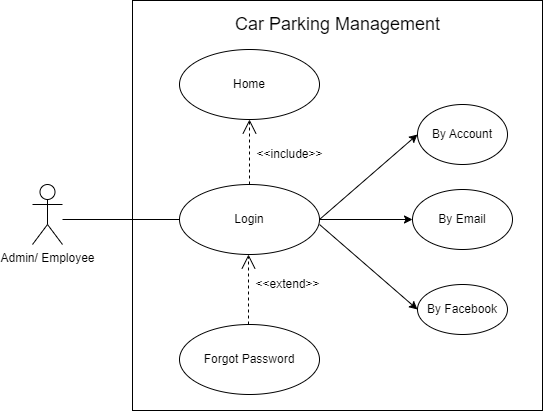 Car Parking Management
Home
By Account
<<include>>
Login
By Email
Admin/ Employee
<<extend>>
By Facebook
Forgot Password